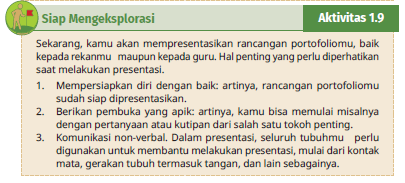 Siap Mengeksplorasi
Aktivitas 1.9
Sekarang, kamu akan mempresentasikan rancangan portofoliomu, baik
kepada rekanmu maupun kepada guru. Hal penting yang perlu diperhatikan
saat melakukan presentasi.
1. Mempersiapkan diri dengan baik: artinya, rancangan portofoliomu
sudah siap dipresentasikan.
2. Berikan pembuka yang apik: artinya, kamu bisa memulai misalnya
dengan pertanyaan atau kutipan dari salah satu tokoh penting.
3. Komunikasi non-verbal. Dalam presentasi, seluruh tubuhmu perlu
digunakan untuk membantu melakukan presentasi, mulai dari kontak
mata, gerakan tubuh termasuk tangan, dan lain sebagainya.